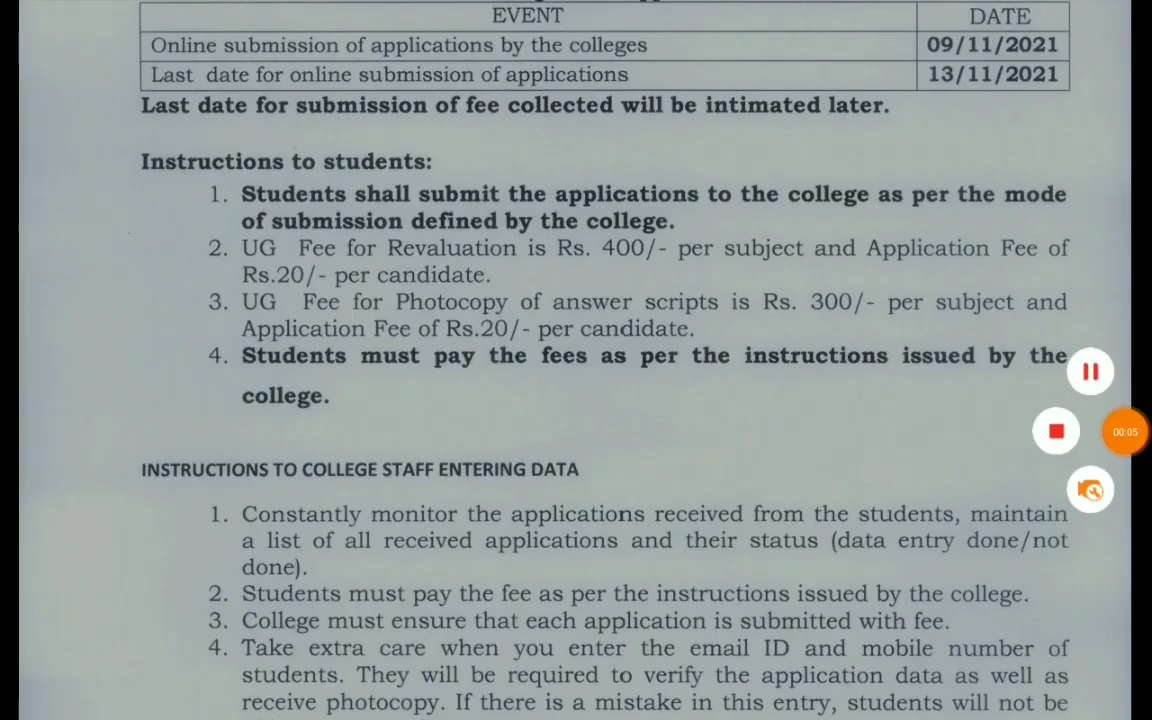 EVENT DATE
Online submission of applications by the colleges 09/11/2021
Last date for online submission of applications 13/11/2021
Last date for submission of fee collected will be intimated later.
Instructions to students:
1. Students shall submit the applications to the college as per the mode
of submission defined by the college.
2. UG Fee for Revaluation is Rs. 400/- per subject and Application Fee of
Rs.20/- per candidate.
3. UG Fee for Photocopy of answer scripts is Rs. 300/- per subject and
Application Fee of Rs.20/- per candidate.
4. Students must pay the fees as per the instructions issued by the
college.
00:05
INSTRUCTIONS TO COLLEGE STAFF ENTERING DATA
1. Constantly monitor the applications received from the students, maintain
a list of all received applications and their status (data entry done/not
done).
2. Students must pay the fee as per the instructions issued by the college.
3. College must ensure that each application is submitted with fee.
4. Take extra care when you enter the email ID and mobile number of
students. They will be required to verify the application data as well as
receive photocopy. If there is a mistake in this entry, students will not be